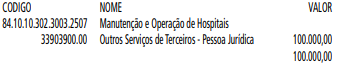 CODIGO NOME VALOR
84.10.10.302.3003.2507 Manutenção e Operação de Hospitais
33903900.00 Outros Serviços de Terceiros - Pessoa Jurídica 100.000,00
100.000,00